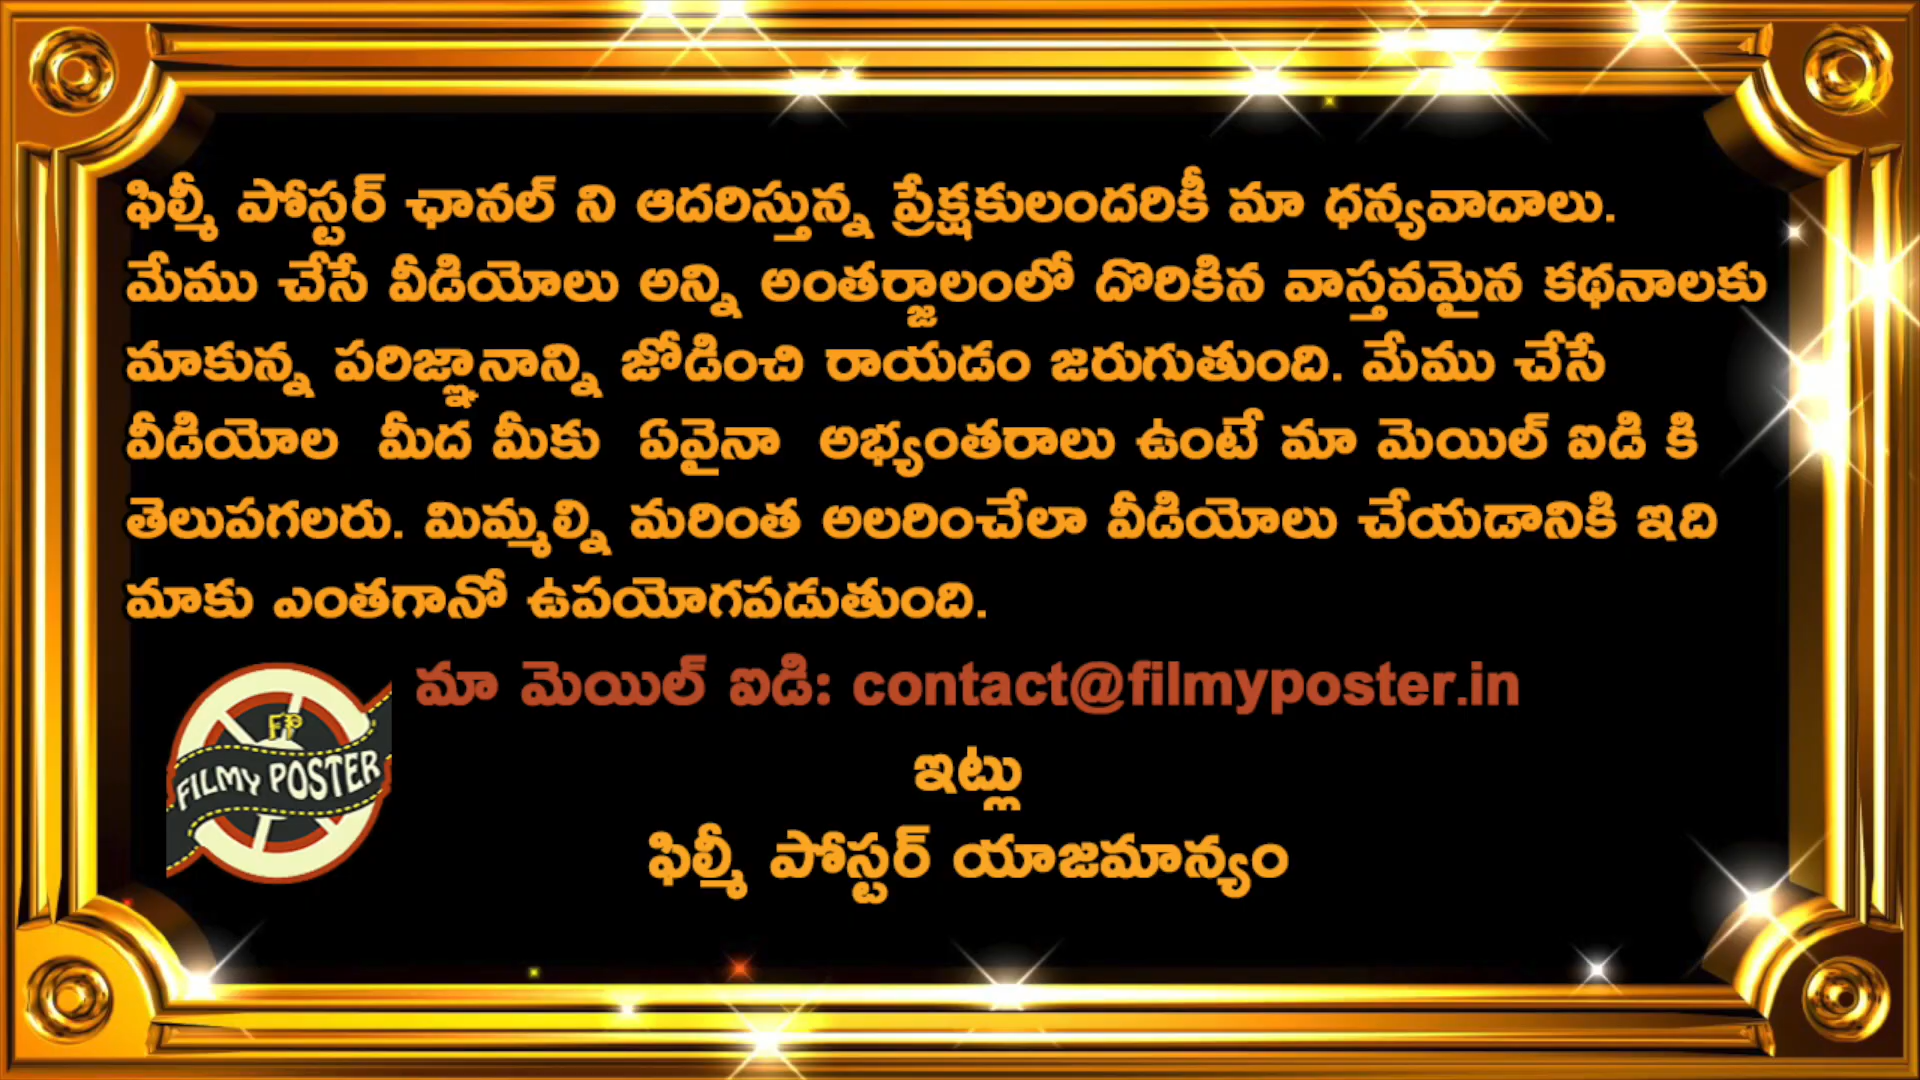 ఫిల్మీ పోస్టర్ ఛానల్ ని ఆదరిస్తున్న ప్రేక్షకులందరికీ మా ధన్యవాదాలు.
మేము చేసే వీడియోలు అన్ని అంతర్జాలంలో దొరికిన వాస్తవమైన కథనాలకు
మాకున్న పరిజ్ఞానాన్ని జోడించి రాయడం జరుగుతుంది. మేము చేసే
వీడియోల మీద మీకు ఏవైనా అభ్యంతరాలు ఉంటే మా మెయిల్ ఐడి కి
తెలుపగలరు. మిమ్మల్ని మరింత అలరించేలా వీడియోలు చేయడానికి ఇది
మాకు ఎంతగానో ఉపయోగపడుతుంది.
మా మెయిల్ ఐడి: contact@filmyposter.in
FP
FILMY POSTER
ఇట్లు
ఫిల్మీ పోస్టర్ యాజమాన్యం